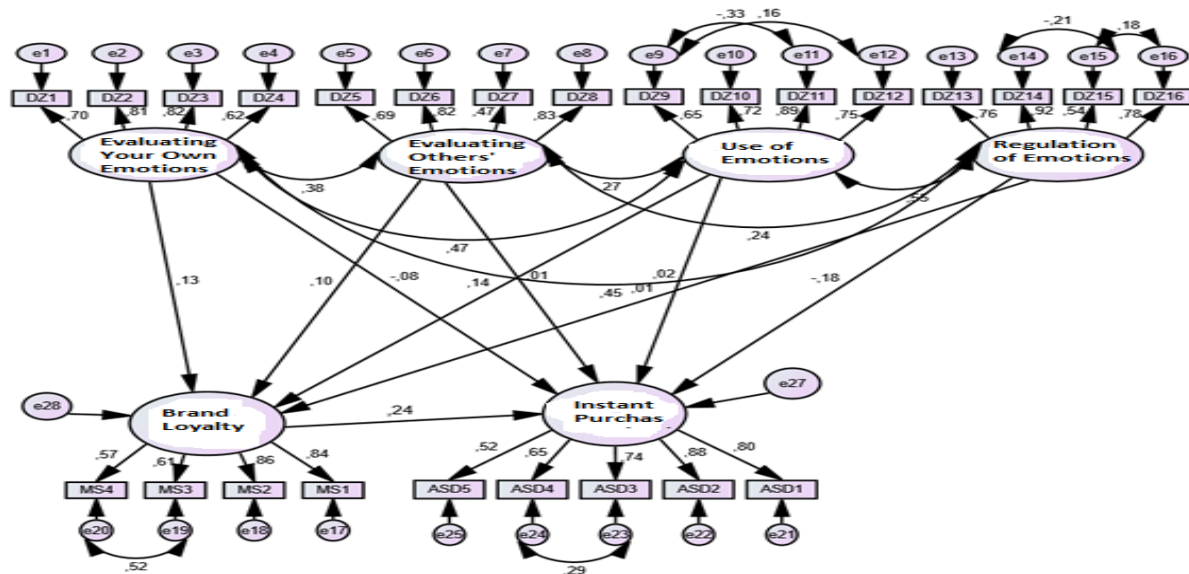 -,33 ,16 -,21 ,18
e1 e2 e3 e4 e5 e6 e7 e8 e9 e10 e11 e12 e13 e14 e15 e16
DZ1 DZ2 DZ3 DZ4 DZ5 DZ6 DZ7 DZ8 DZ9 DZ10 DZ11 DZ12 DZ13 DZ14 DZ15 DZ16
,70 ,81 ,82 ,62 ,69 ,82 ,47 ,83 ,65 ,72 ,89 ,75 ,76 ,92 ,54 ,78
Evaluating
Your Own
Emotions
Evaluating
Others'
Emotions
Use of
Emotions
Regulation
of Emotions
,38 ,27 ,55
,47 ,24
,13 ,10 -,08 ,01 ,14 ,45 ,02 ,01 -,18
e28
Brand
Loyalty
,24
Instant
Purchas
e27
,57 ,61 ,86 ,84 ,52 ,65 ,74 ,88 ,80
MS4 MS3 MS2 MS1 ASD5 ASD4 ASD3 ASD2 ASD1
e20 e19 e18 e17 e25 e24 e23 e22 e21
,52 ,29